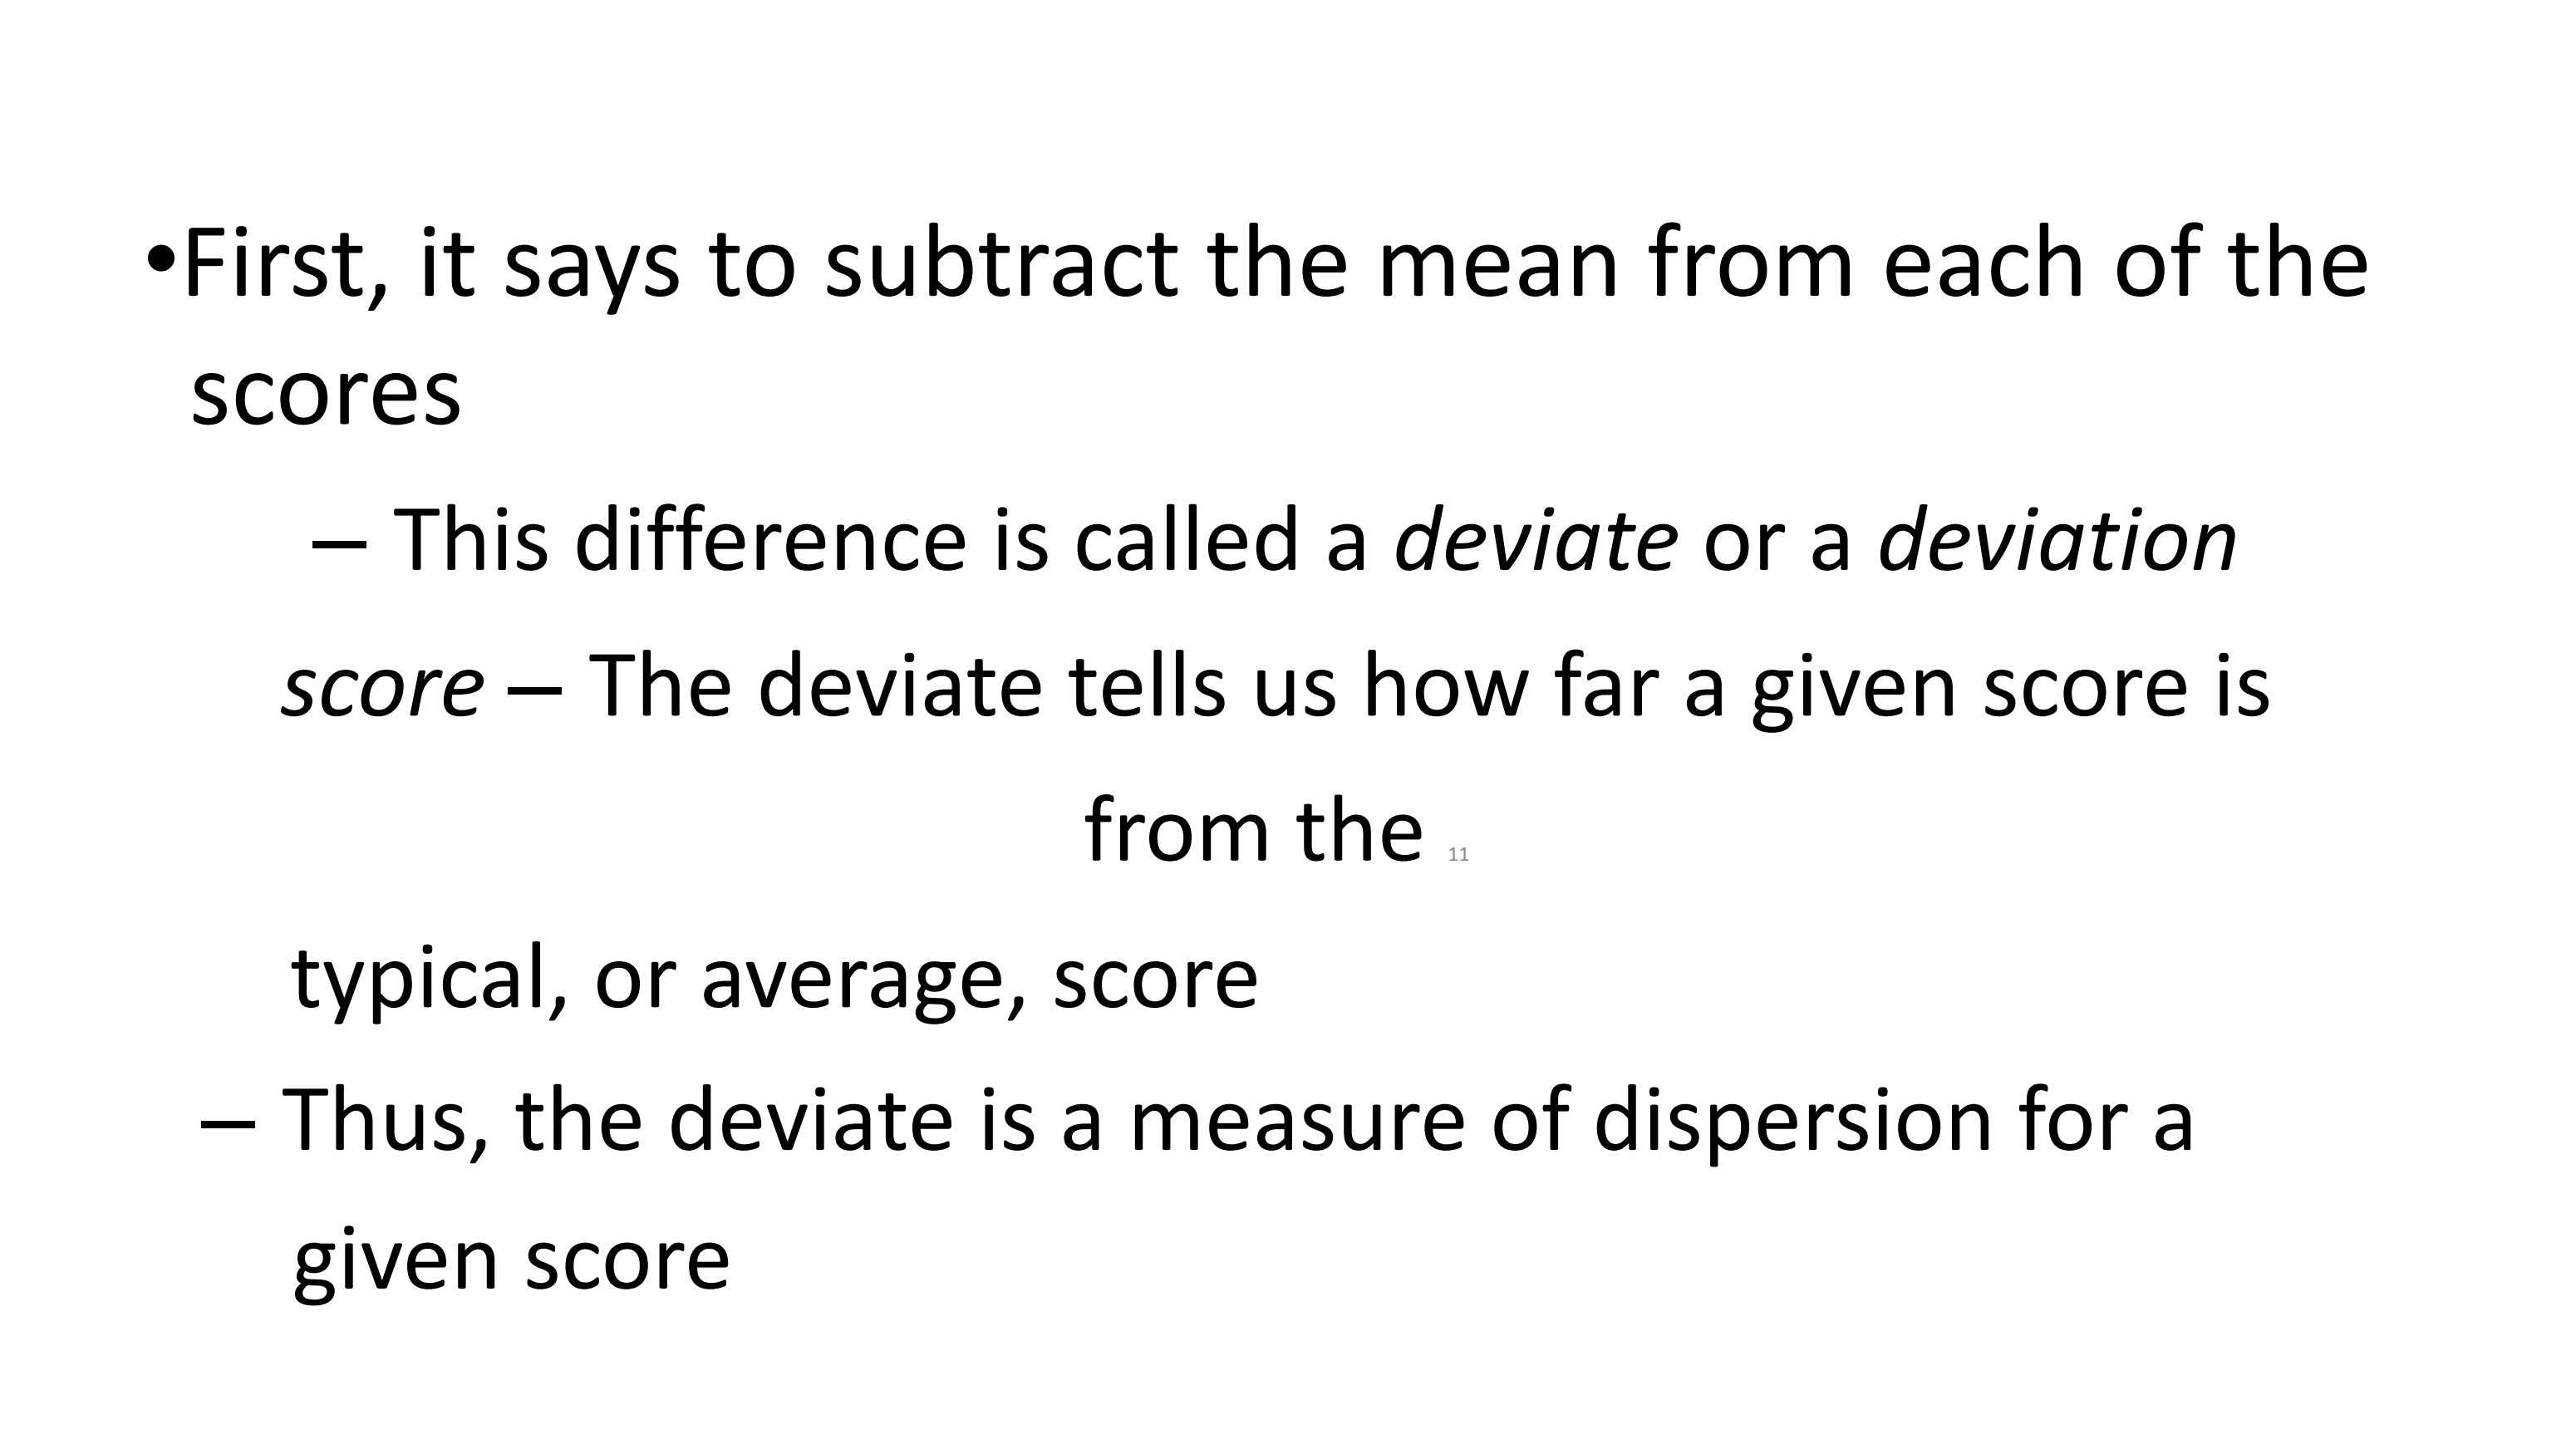 •First, it says to subtract the mean from each of the
scores
– This difference is called a deviate or a deviation
score – The deviate tells us how far a given score is
from the 11
typical, or average, score
– Thus, the deviate is a measure of dispersion for a
given score